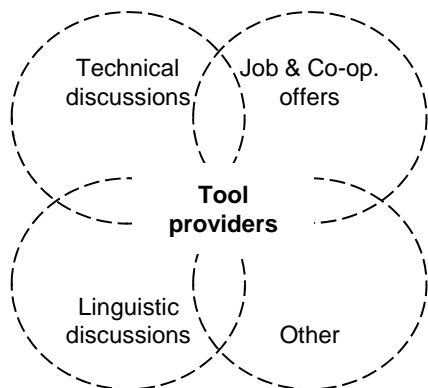 Technical
discussions
Job & Co-op.
offers
Tool
providers
Linguistic
discussions
Other